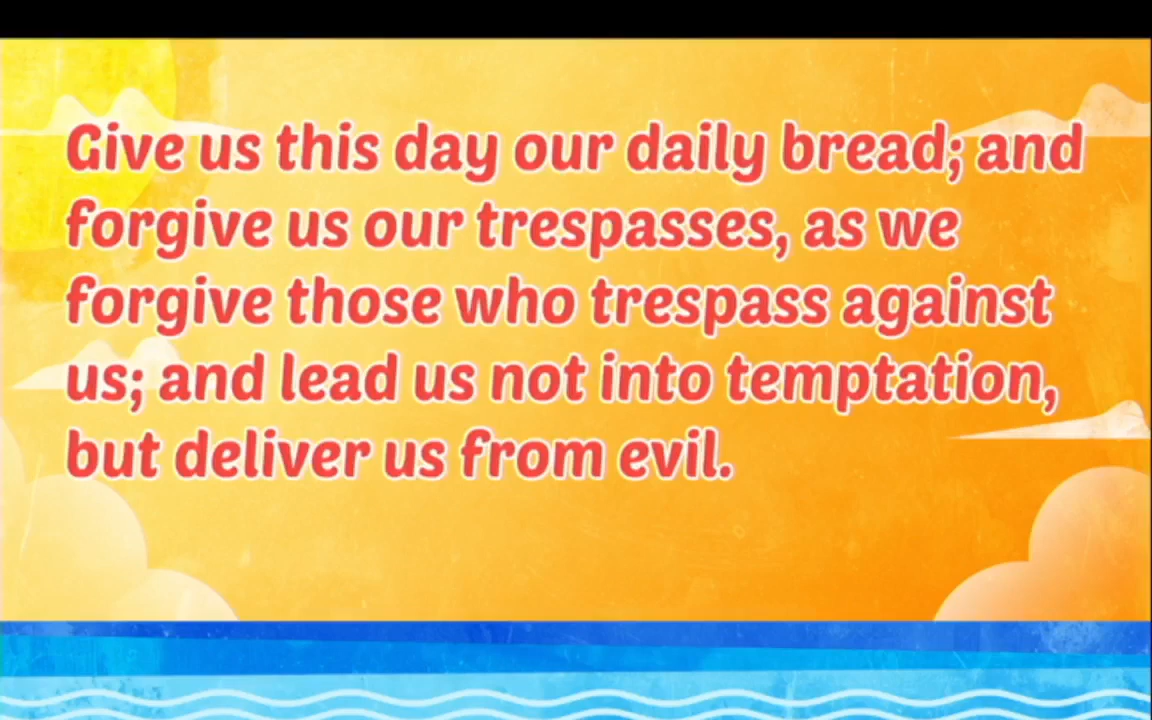 Give us this day our daily bread; and
forgive us our trespasses, as we
forgive those who trespass against
us; and lead us not into temptation,
but deliver us from evil.